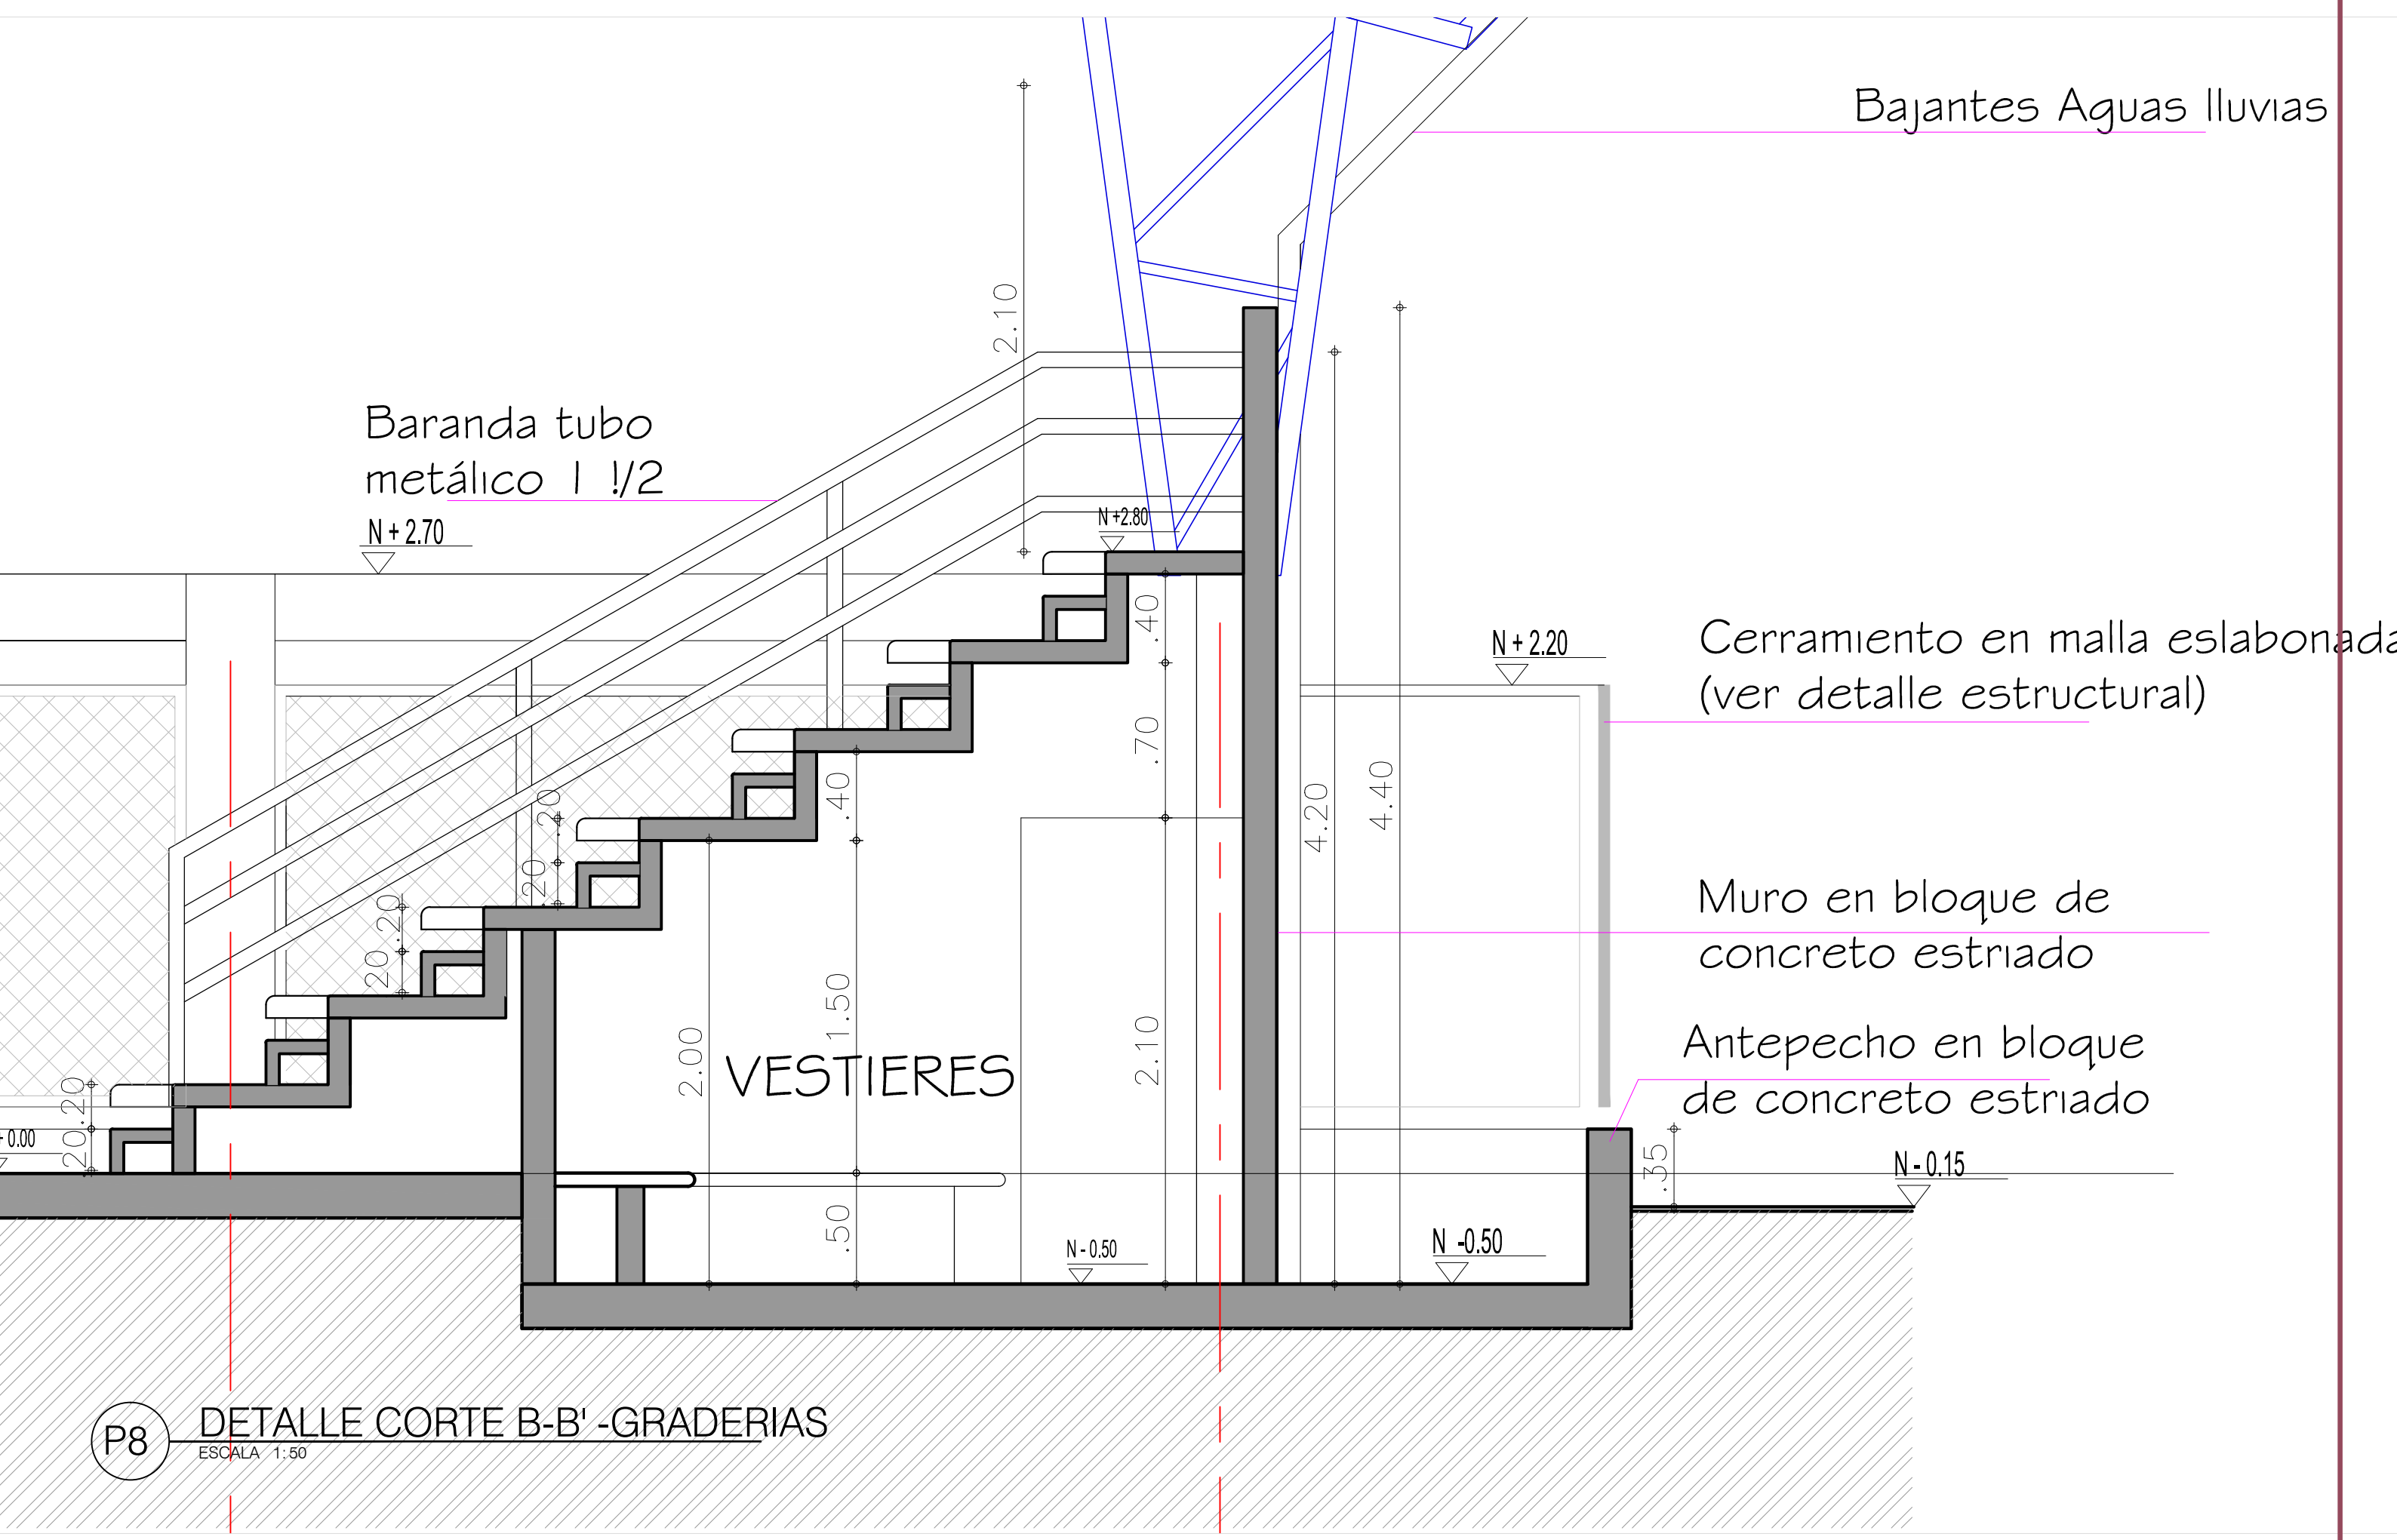 Bajantes Aguas lluvias
2.10
Baranda tubo
metálico 1 1/2
N + 2.70
N +2.80
.40
N + 2.20
Cerramiento en malla eslabonada
(ver detalle estructural)
.70
.40
4.20
4.40
.20
.20
Muro en bloque de
concreto estriado
.20
.20
2.00
1.50
2.10
VESTIERES
Antepecho en bloque
de concreto estriado
.20
.20
+ 0.00
.35
N - 0.15
.50
N - 0.50
N -0.50
P8
DETALLE CORTE B-B' -GRADERIAS
ESCALA 1:50